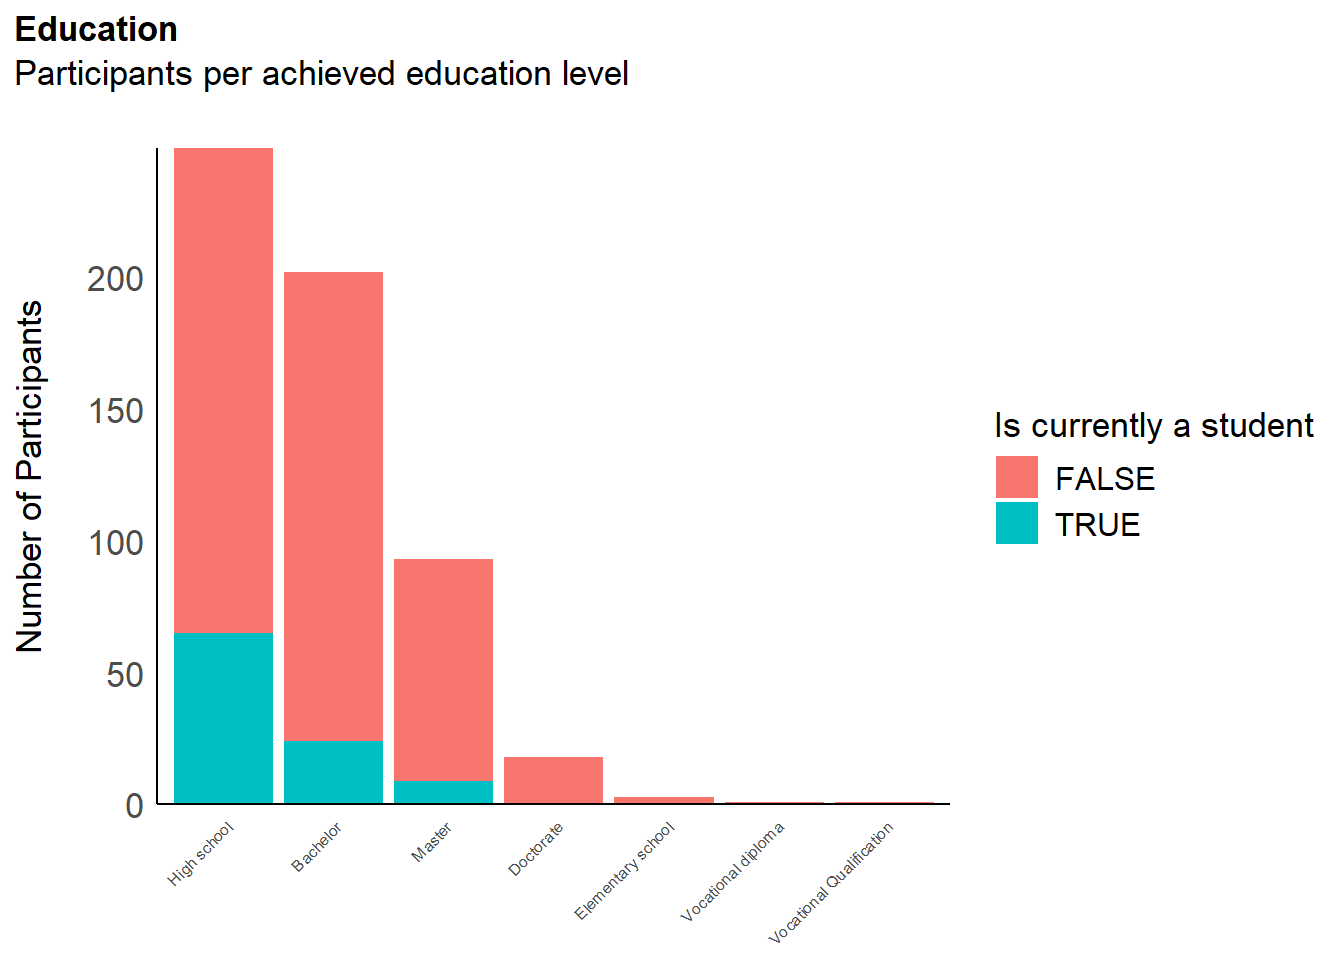 Education
Participants per achieved education level
Number of Participants
200
150
100
50
0
High school
Bachelor
Master
Doctorate
Elementary school
Vocational diploma
Vocational Qualification
Is currently a student
FALSE
TRUE